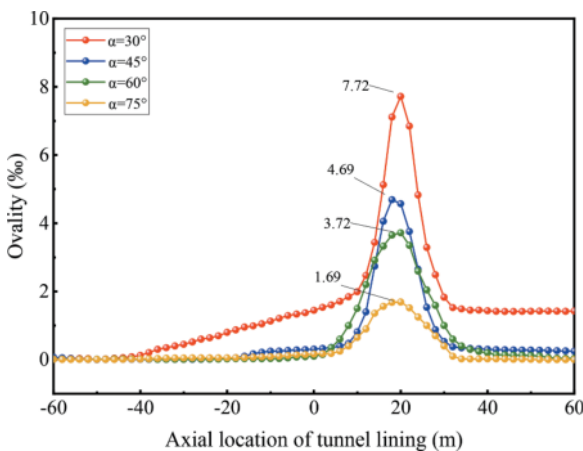 10
8
6
4
2
0
Ovality (‰)
α=30°
α=45°
α=60°
α=75°
7.72
4.69
3.72
1.69
-60 -40 -20 0 20 40 60
Axial location of tunnel lining (m)